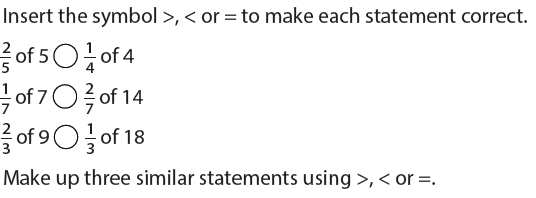 Insert the symbol >, < or = to make each statement correct.
2/5 of 5 ◯ 1/4 of 4
1/7 of 7 ◯ 2/7 of 14
2/3 of 9 ◯ 1/3 of 18
Make up three similar statements using >, < or =.